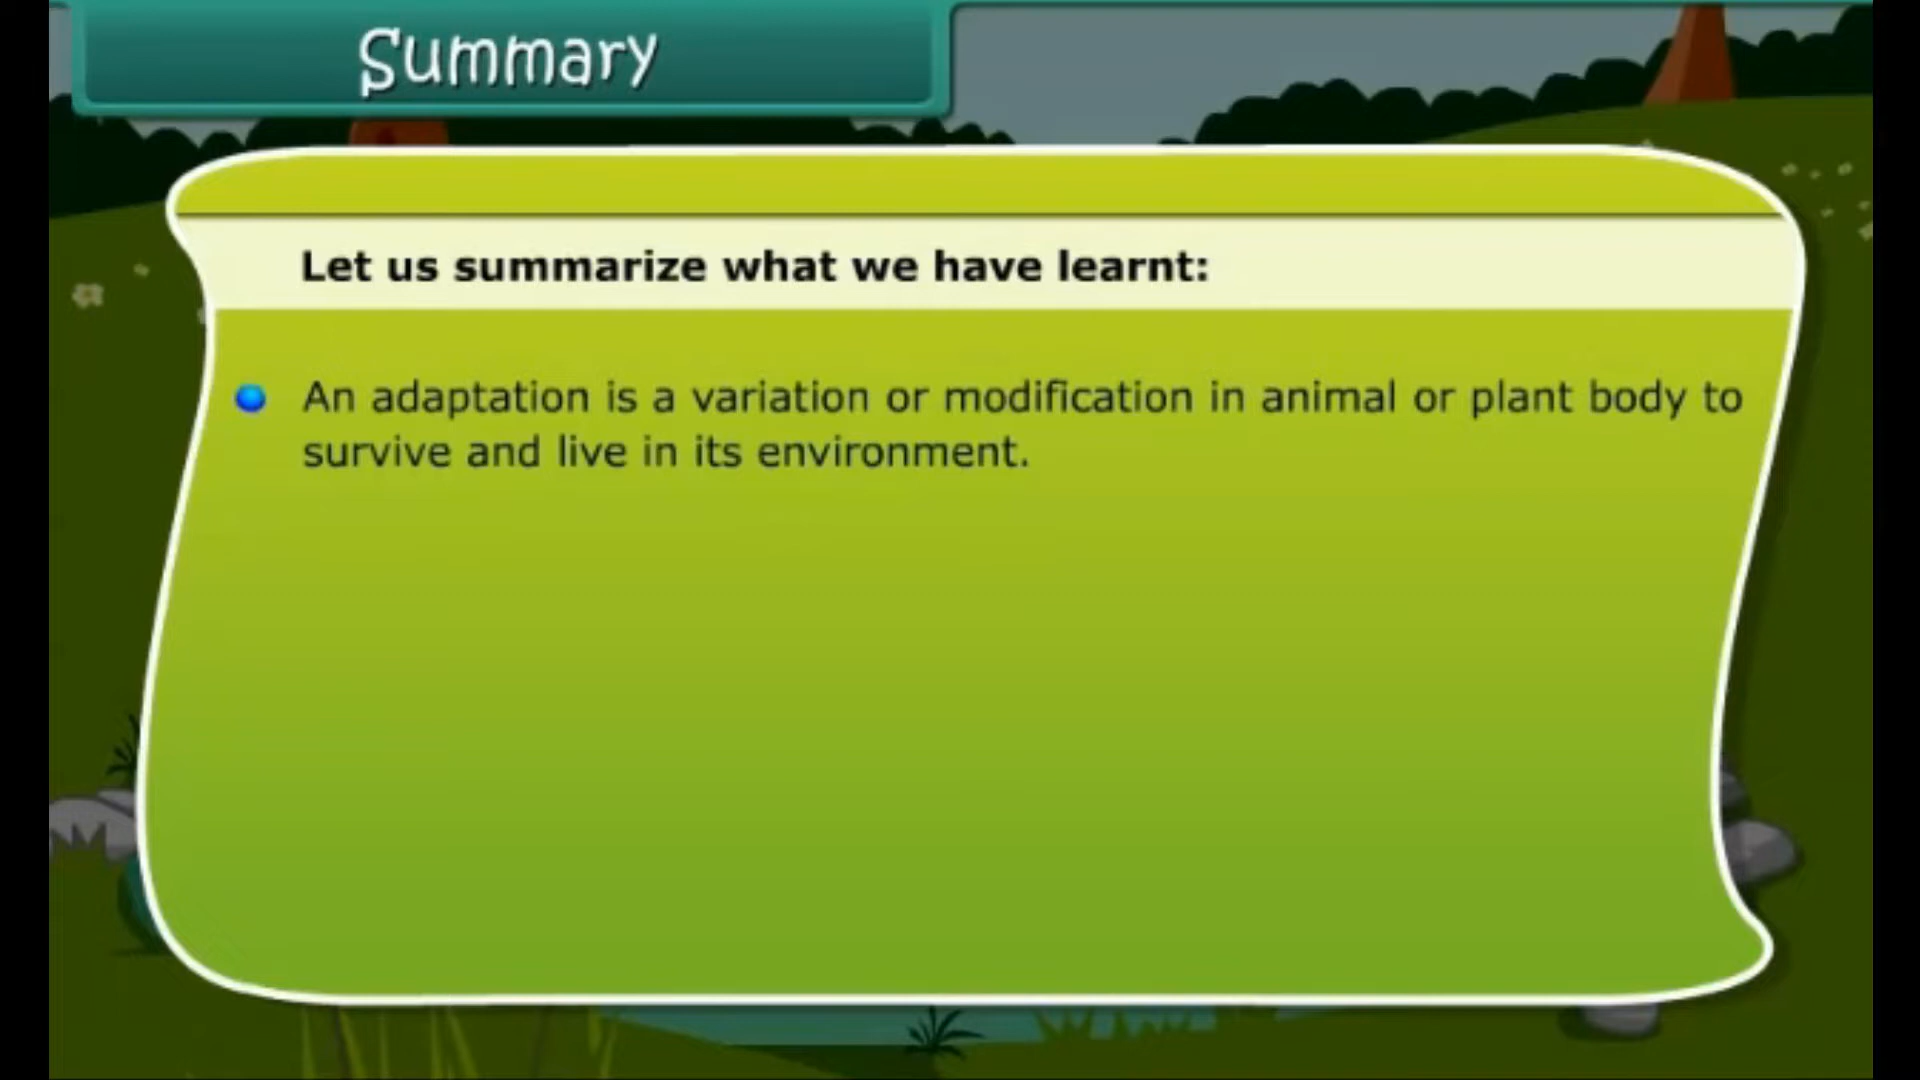 Summary
Let us summarize what we have learnt:
An adaptation is a variation or modification in animal or plant body to
survive and live in its environment.